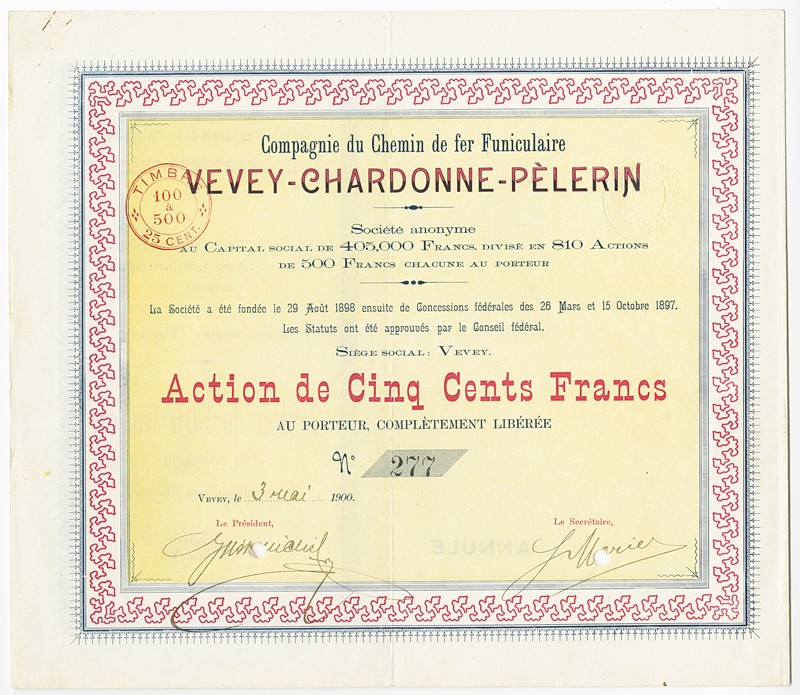 Compagnie du Chemin de fer Funiculaire
VEVEY-CHARDONNE-PÈLERIN
TIMBRE
100
à
500
25 CENT.
Société anonyme
AU CAPITAL SOCIAL DE 405,000 FRANCS, DIVISÉ EN 810 ACTIONS
DE 500 FRANCS CHACUNE AU PORTEUR
La Société a été fondée le 29 Août 1898 ensuite de Concessions fédérales des 26 Mars et 15 Octobre 1897.
Les Statuts ont été approuvés par le Conseil fédéral.
SIÈGE SOCIAL: VEVEY.
Action de Cinq Cents Francs
AU PORTEUR, COMPLÈTEMENT LIBÉRÉE
N° 277
VEVEY, le 3 mai 1900.
Le Président,
Le Secrétaire,
ANNULÉ